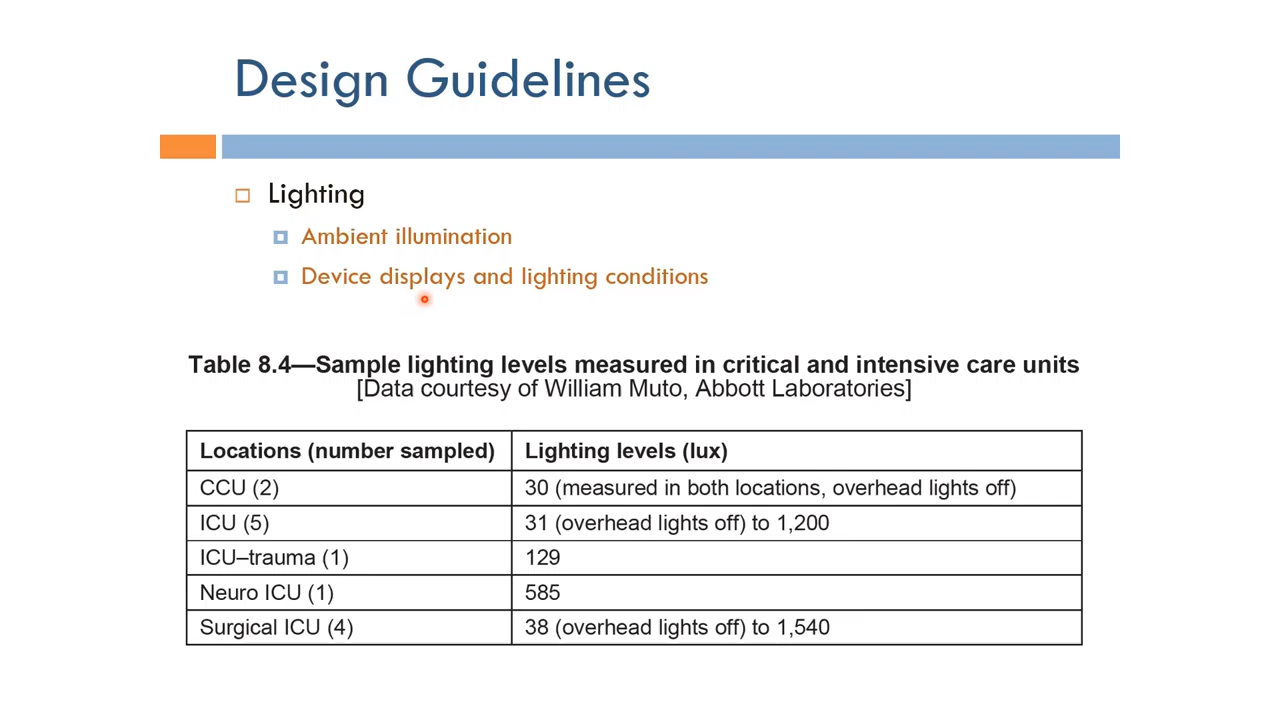 Design Guidelines
Lighting
Ambient illumination
Device displays and lighting conditions
Table 8.4—Sample lighting levels measured in critical and intensive care units
[Data courtesy of William Muto, Abbott Laboratories]
Locations (number sampled) Lighting levels (lux)
CCU (2) 30 (measured in both locations, overhead lights off)
ICU (5) 31 (overhead lights off) to 1,200
ICU–trauma (1) 129
Neuro ICU (1) 585
Surgical ICU (4) 38 (overhead lights off) to 1,540